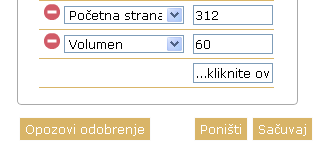 Početna strana 312
Volumen 60
...kliknite ov
Opozovi odobrenje Poništi Sačuvaj